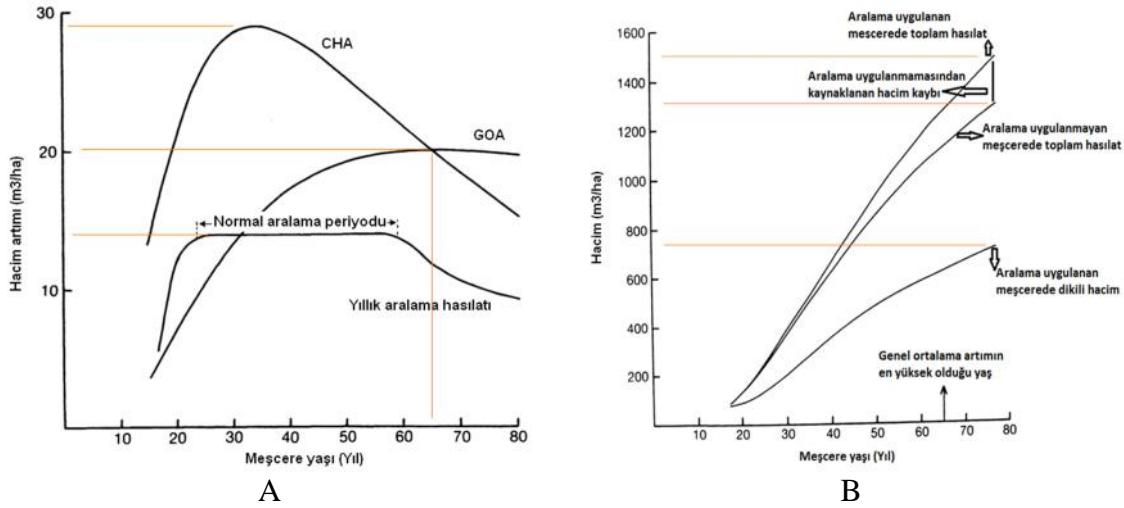 30
20
10
Hacim artımı (m3/ha)
CHA
GOA
Normal aralama periyodu
Yıllık aralama hasılatı
10 20 30 40 50 60 70 80
Meşcere yaşı (Yıl)
A
1600
1400
1200
1000
800
600
400
200
Hacim (m3/ha)
Aralama uygulanan
mescerede toplam hasılat
Aralama uygulanmamasından
kaynaklanan hacim kaybı
Aralama uygulanmayan
meşcerede toplam hasılat
Aralama uygulanan
meşcerede dikili hacim
Genel ortalama artımın
en yüksek olduğu yaş
10 20 30 40 50 60 70 80
Meşcere yaşı (Yıl)
B